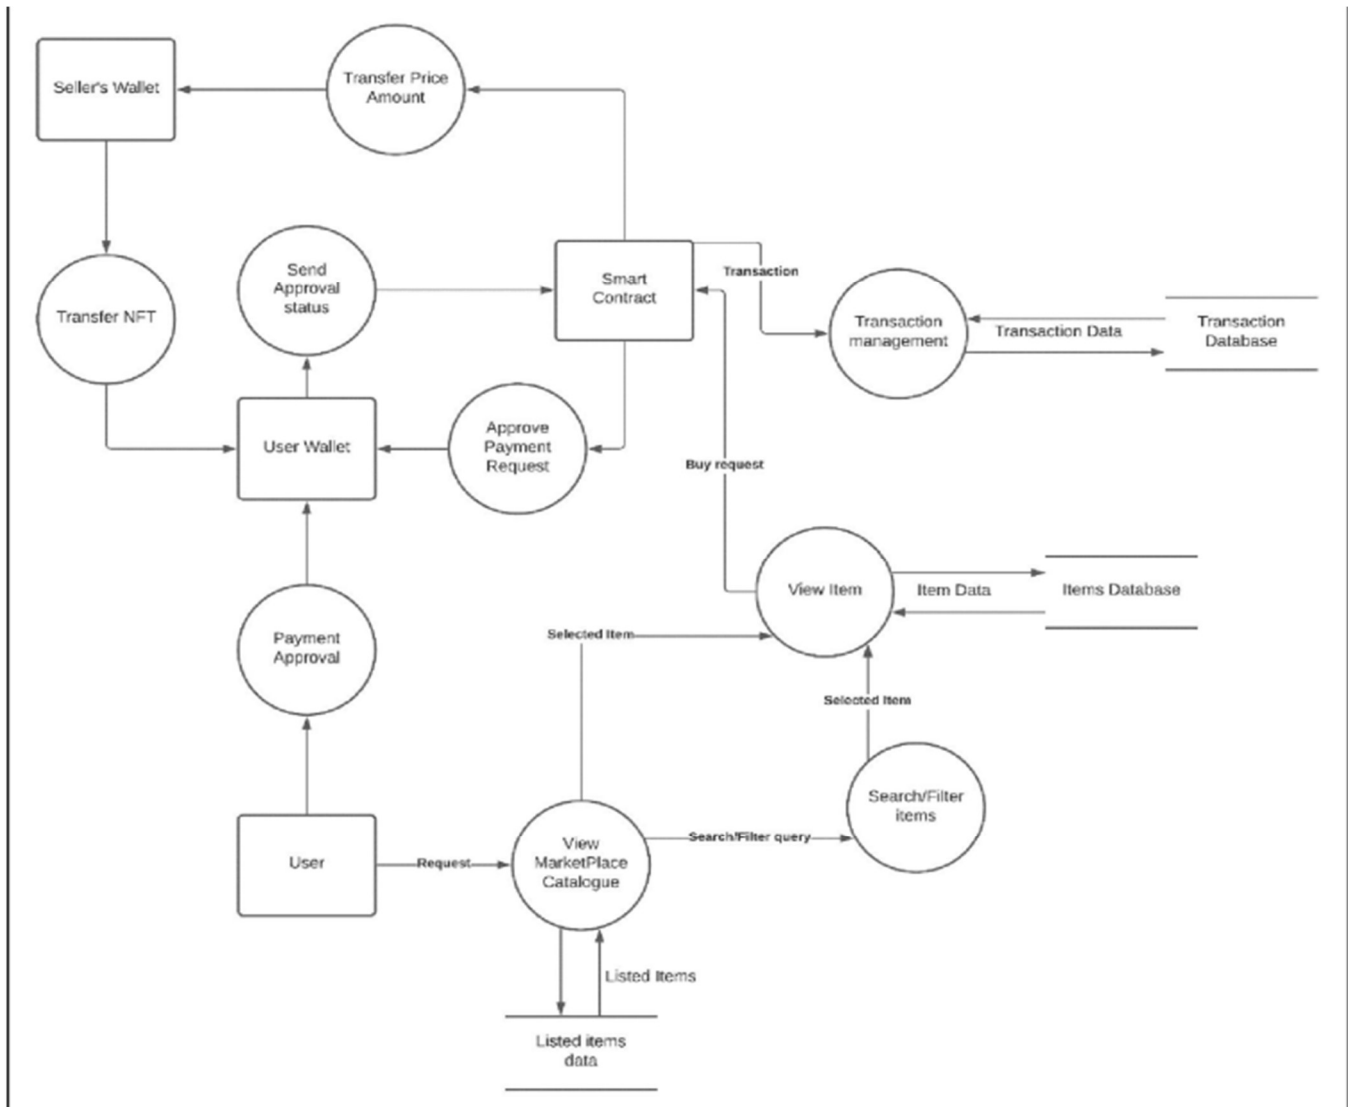 Seller's Wallet
Transfer Price
Amount
Send
Approval
status
Smart
Contract
Transaction
Transfer NFT
Transaction
management
Transaction Data
Transaction
Database
User Wallet
Approve
Payment
Request
Buy request
View Item
Item Data
Items Database
Payment
Approval
Selected Item
Selected Item
Search/Filter
items
User
Request
View
MarketPlace
Catalogue
Search/Filter query
Listed Items
Listed items
data